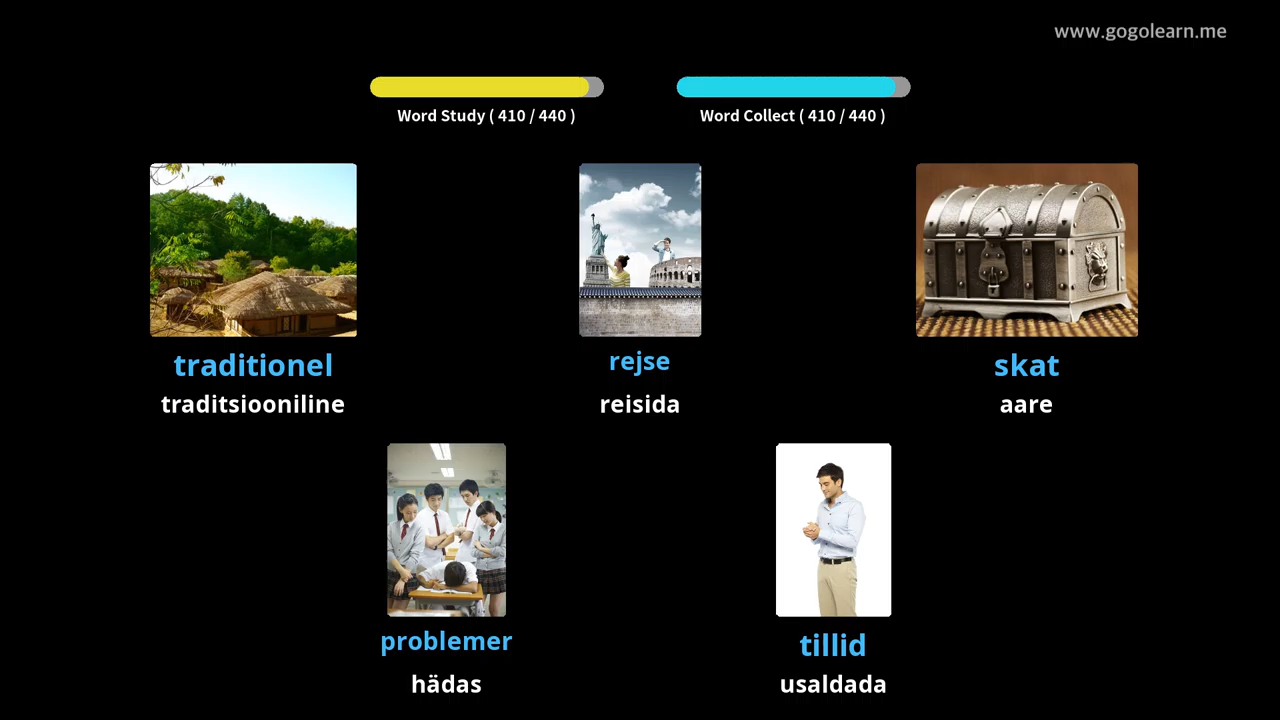 www.gogolearn.me
Word Study ( 410 / 440 )
Word Collect ( 410 / 440 )
traditionel
traditsiooniline
rejse
reisida
skat
aare
problemer
hädas
tillid
usaldada